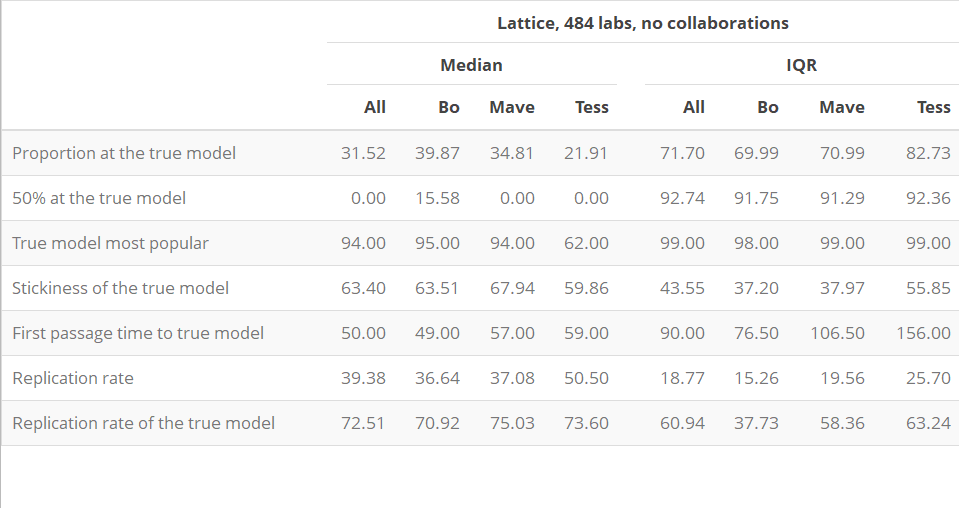 Lattice, 484 labs, no collaborations
Median IQR
All Bo Mave Tess All Bo Mave Tess
Proportion at the true model 31.52 39.87 34.81 21.91 71.70 69.99 70.99 82.73
50% at the true model 0.00 15.58 0.00 0.00 92.74 91.75 91.29 92.36
True model most popular 94.00 95.00 94.00 62.00 99.00 98.00 99.00 99.00
Stickiness of the true model 63.40 63.51 67.94 59.86 43.55 37.20 37.97 55.85
First passage time to true model 50.00 49.00 57.00 59.00 90.00 76.50 106.50 156.00
Replication rate 39.38 36.64 37.08 50.50 18.77 15.26 19.56 25.70
Replication rate of the true model 72.51 70.92 75.03 73.60 60.94 37.73 58.36 63.24